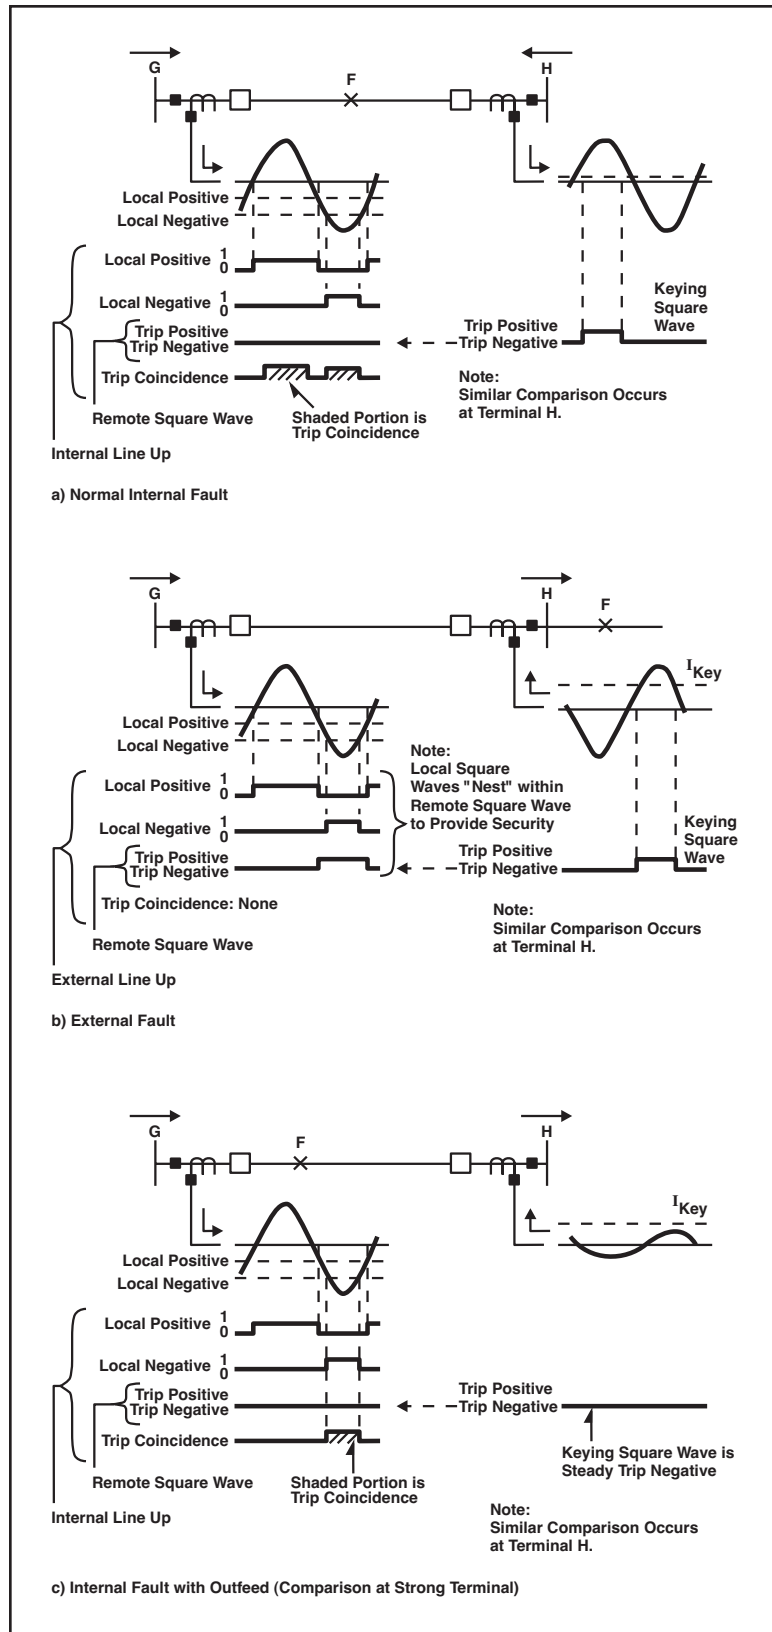 G
F
H
Local Positive
Local Negative
Local Positive 1
0
Local Negative 1
0
Trip Positive
Trip Negative
Trip Coincidence
Remote Square Wave
Shaded Portion is
Trip Coincidence
Internal Line Up
Keying
Square
Wave
Trip Positive
Trip Negative
Note:
Similar Comparison Occurs
at Terminal H.
a) Normal Internal Fault
G
H
F
IKey
Local Positive
Local Negative
Note:
Local Square
Waves "Nest" within
Remote Square Wave
to Provide Security
Local Positive 1
0
Local Negative 1
0
Trip Positive
Trip Negative
Trip Coincidence: None
Remote Square Wave
External Line Up
Keying
Square
Wave
Trip Positive
Trip Negative
Note:
Similar Comparison Occurs
at Terminal H.
b) External Fault
G
F
H
IKey
Local Positive
Local Negative
Local Positive 1
0
Local Negative 1
0
Trip Positive
Trip Negative
Trip Coincidence
Remote Square Wave
Shaded Portion is
Trip Coincidence
Internal Line Up
Trip Positive
Trip Negative
Keying Square Wave is
Steady Trip Negative
Note:
Similar Comparison Occurs
at Terminal H.
c) Internal Fault with Outfeed (Comparison at Strong Terminal)